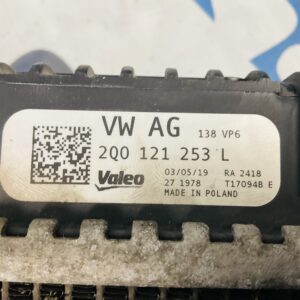 VW AG 138 VP6
2Q0 121 253 L
Valeo 03/05/19 RA 2418
27 1978 T17094B E
MADE IN POLAND